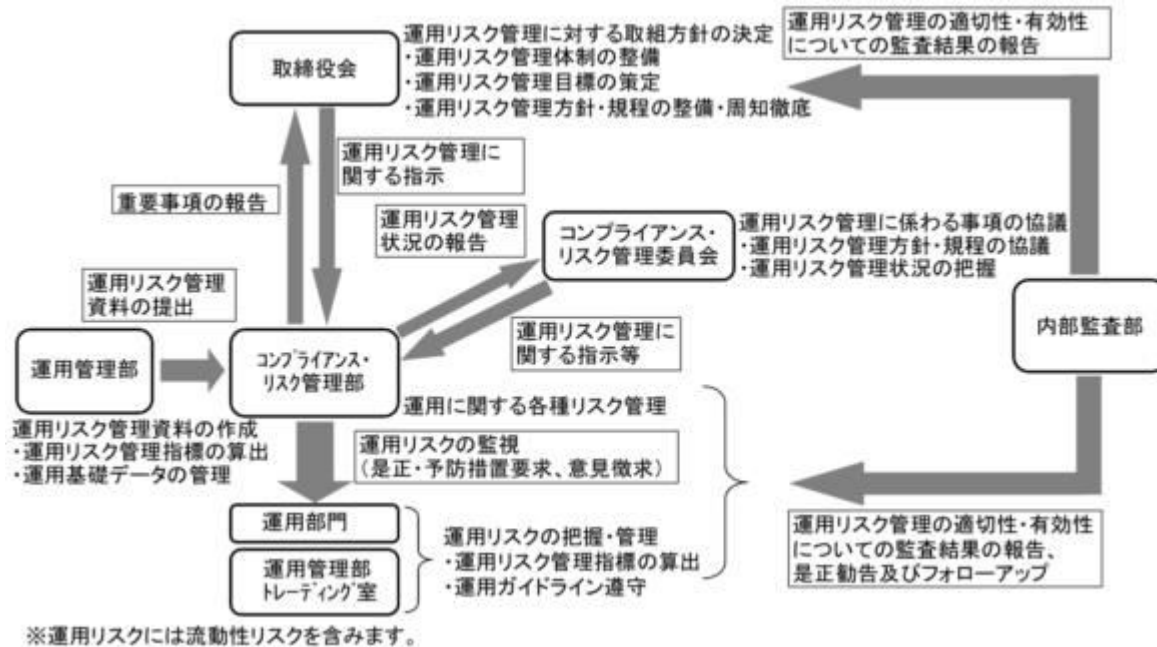 取締役会
運用リスク管理に対する取組方針の決定
・運用リスク管理体制の整備
・運用リスク管理目標の策定
・運用リスク管理方針・規程の整備・周知徹底
運用リスク管理の適切性・有効性
についての監査結果の報告
重要事項の報告
運用リスク管理に
関する指示
運用リスク管理
状況の報告
コンプライアンス・
リスク管理委員会
運用リスク管理に係わる事項の協議
・運用リスク管理方針・規程の協議
・運用リスク管理状況の把握
運用リスク管理
資料の提出
運用リスク管理に
関する指示等
内部監査部
運用管理部
コンプライアンス・
リスク管理部
運用リスク管理資料の作成
・運用リスク管理指標の算出
・運用基礎データの管理
運用に関する各種リスク管理
運用リスクの監視
(是正・予防措置要求、意見徴求)
運用部門
運用管理部
トレーディング室
運用リスクの把握・管理
・運用リスク管理指標の算出
・運用ガイドライン遵守
運用リスク管理の適切性・有効性
についての監査結果の報告、
是正勧告及びフォローアップ
※運用リスクには流動性リスクを含みます。